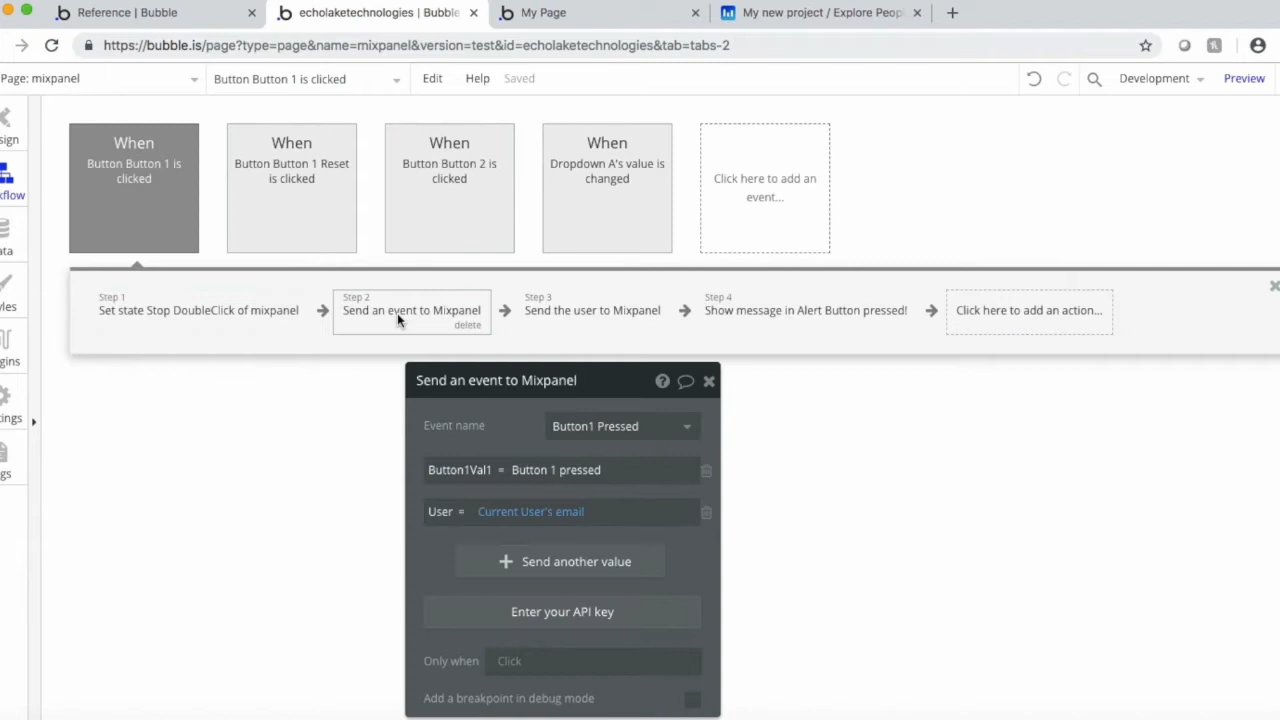 Reference | Bubble
echolaketechnologies | Bubble
My Page
My new project / Explore Peopl
https://bubble.is/page?type=page&name=mixpanel&version=test&id=echolaketechnologies&tab=tabs-2
Page: mixpanel
Button Button 1 is clicked
Edit
Help
Saved
Development
Preview
sign
kflow
ata
yles
gins
tings
gs
When
Button Button 1 is
clicked
When
Button Button 1 Reset
is clicked
When
Button Button 2 is
clicked
When
Dropdown A's value is
changed
Click here to add an
event...
Step 1
Set state Stop DoubleClick of mixpanel
Step 2
Send an event to Mixpanel
delete
Step 3
Send the user to Mixpanel
Step 4
Show message in Alert Button pressed!
Click here to add an action...
Send an event to Mixpanel
Event name
Button1 Pressed
Button1Val1 = Button 1 pressed
User = Current User's email
+ Send another value
Enter your API key
Only when
Click
Add a breakpoint in debug mode